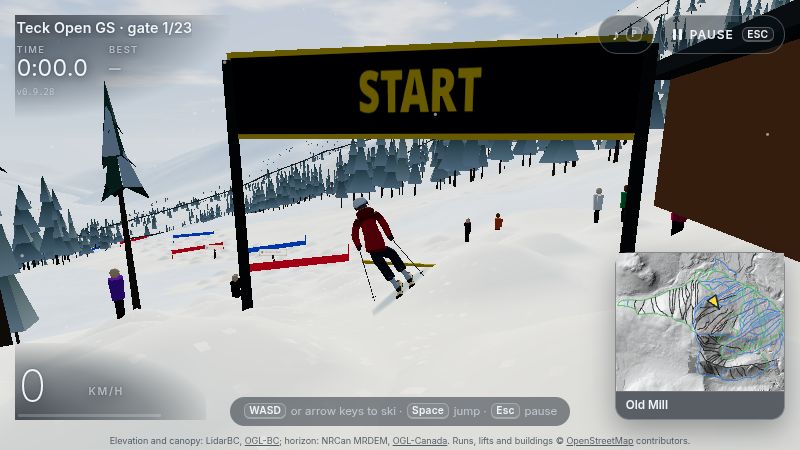 Teck Open GS · gate 1/23
TIME BEST
0:00.0 —
v0.9.28
START
♪ P
PAUSE ESC
0 KM/H
WASD or arrow keys to ski · Space jump · Esc pause
Old Mill
Elevation and canopy: LidarBC, OGL-BC; horizon: NRCan MRDEM, OGL-Canada. Runs, lifts and buildings © OpenStreetMap contributors.